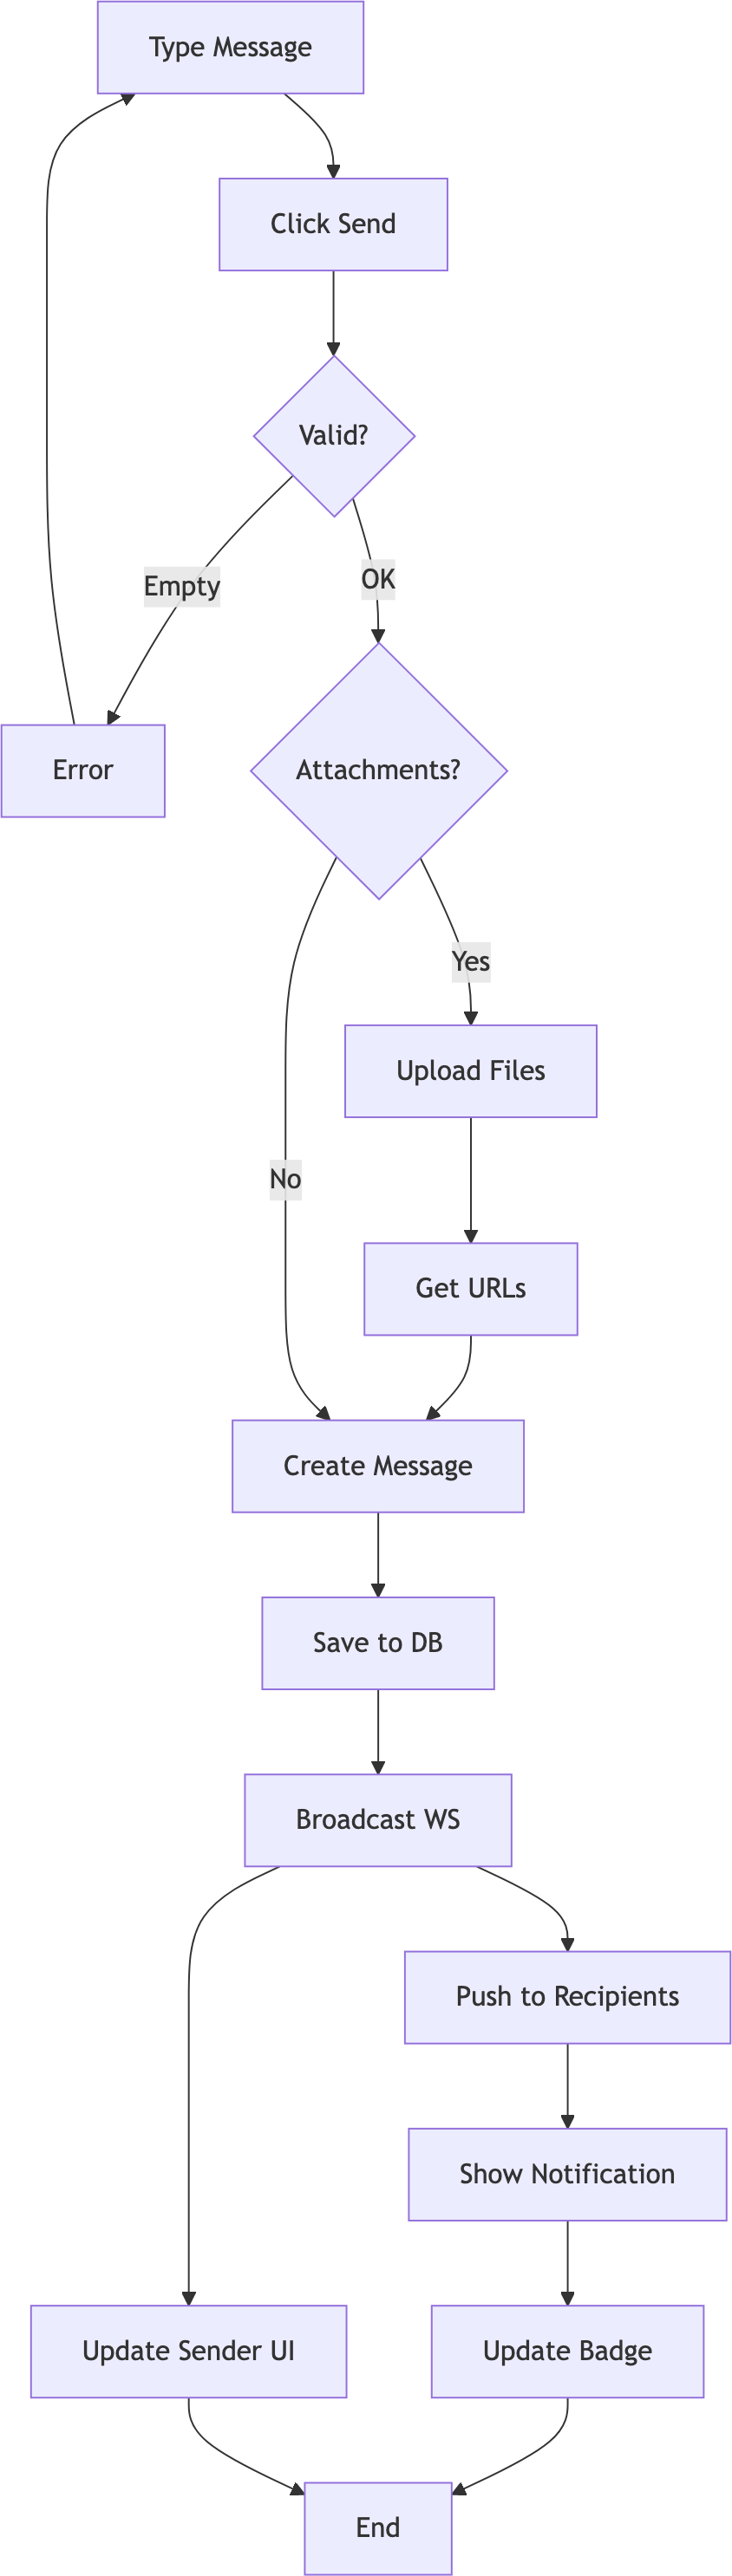 Type Message
Click Send
Valid?
Empty
OK
Error
Attachments?
Yes
Upload Files
No
Get URLs
Create Message
Save to DB
Broadcast WS
Push to Recipients
Show Notification
Update Sender UI
Update Badge
End